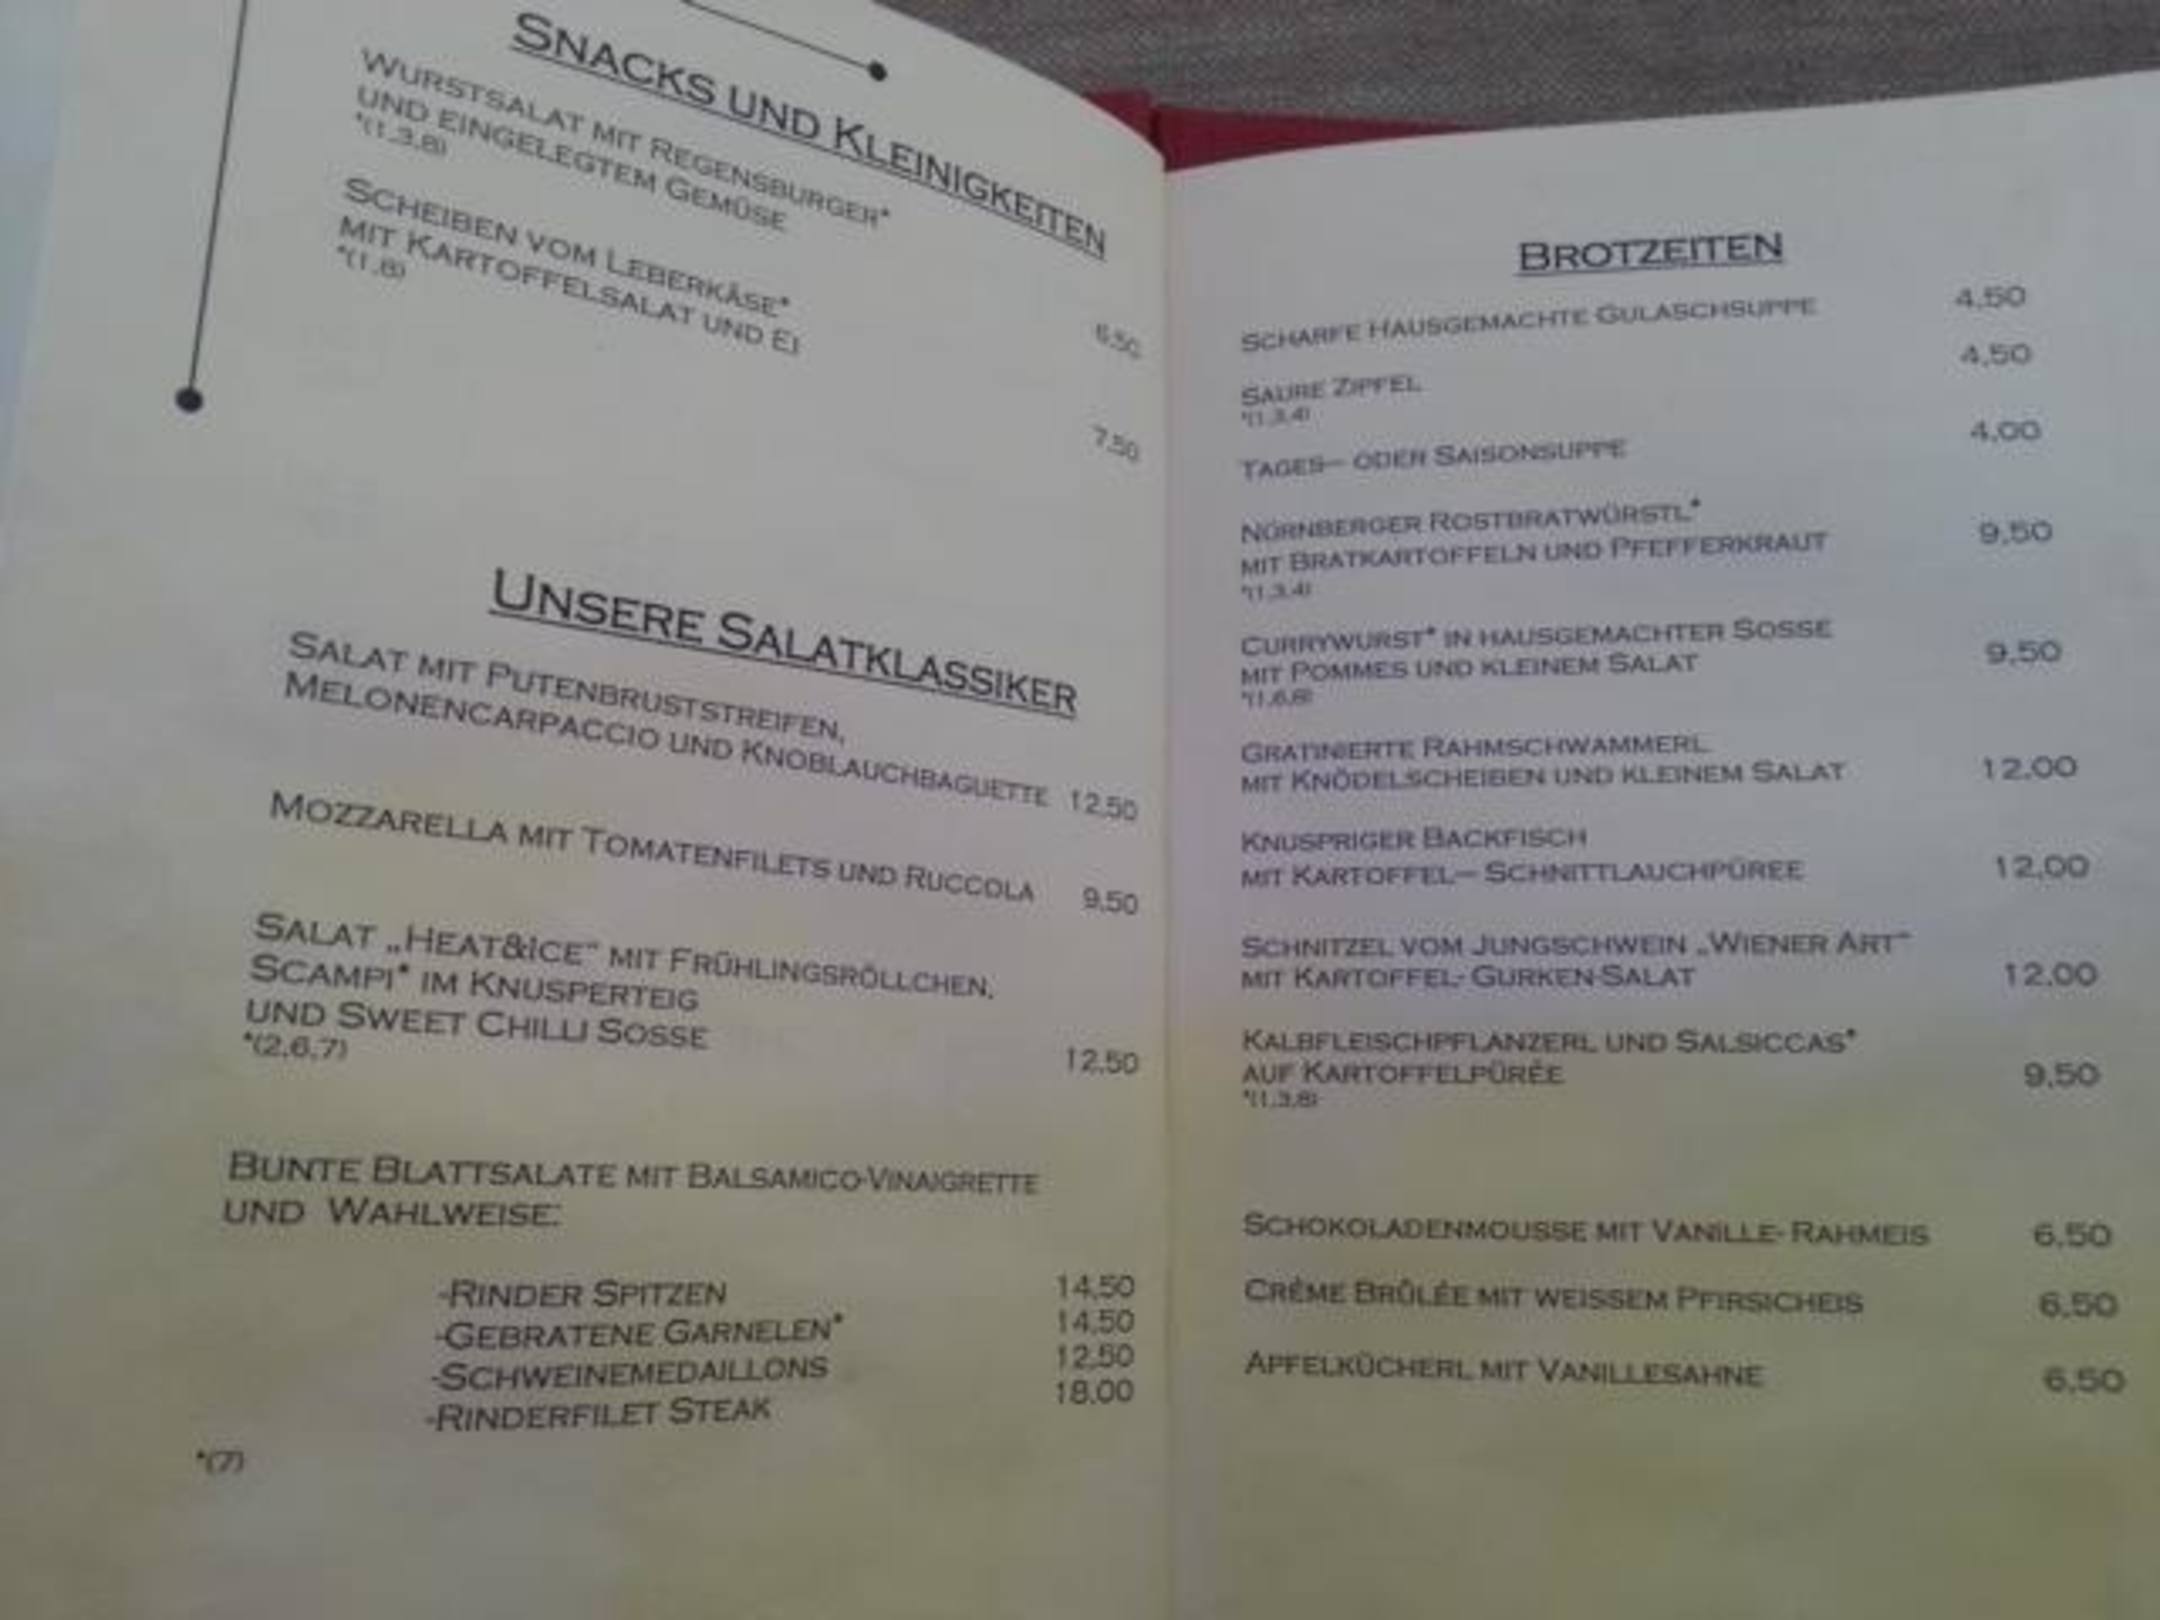 SNACKS UND KLEINIGKEITEN
WURSTSALAT MIT REGENSBURGER*
UND EINGELEGTEM GEMÜSE
*(1,3,8)
6,50
SCHEIBEN VOM LEBERKÄSE*
MIT KARTOFFELSALAT UND EI
*(1,8)
7,50
UNSERE SALATKLASSIKER
SALAT MIT PUTENBRUSTSTREIFEN,
MELONENCARPACCIO UND KNOBLAUCHBAGUETTE 12,50
MOZZARELLA MIT TOMATENFILETS UND RUCCOLA 9,50
SALAT „HEAT&ICE“ MIT FRÜHLINGSRÖLLCHEN,
SCAMPI* IM KNUSPERTEIG
UND SWEET CHILLI SOSSE 12,50
*(2,6,7)
BUNTE BLATTSALATE MIT BALSAMICO-VINAIGRETTE
UND WAHLWEISE:
-RINDER SPITZEN 14,50
-GEBRATENE GARNELEN* 14,50
-SCHWEINEMEDAILLONS 12,50
-RINDERFILET STEAK 18,00
*(7)
BROTZEITEN
SCHARFE HAUSGEMACHTE GULASCHSUPPE 4,50
SAURE ZIPFEL 4,50
*(1,3,4)
TAGES- ODER SAISONSUPPE 4,00
NÜRNBERGER ROSTBRATWÜRSTL*
MIT BRATKARTOFFELN UND PFEFFERKRAUT 9,50
*(1,3,4)
CURRYWURST* IN HAUSGEMACHTER SOSSE
MIT POMMES UND KLEINEM SALAT 9,50
*(1,6,8)
GRATINIERTE RAHMSCHWAMMERL
MIT KNÖDELSCHEIBEN UND KLEINEM SALAT 12,00
KNUSPRIGER BACKFISCH
MIT KARTOFFEL- SCHNITTLAUCHPÜREE 12,00
SCHNITZEL VOM JUNGSCHWEIN „WIENER ART“
MIT KARTOFFEL- GURKEN-SALAT 12,00
KALBFLEISCHPFLANZERL UND SALSICCAS*
AUF KARTOFFELPÜRÉE 9,50
*(1,3,8)
SCHOKOLADENMOUSSE MIT VANILLE- RAHMEIS 6,50
CRÉME BRÛLÉE MIT WEISSEM PFIRSICHEIS 6,50
APFELKÜCHERL MIT VANILLESAHNE 6,50